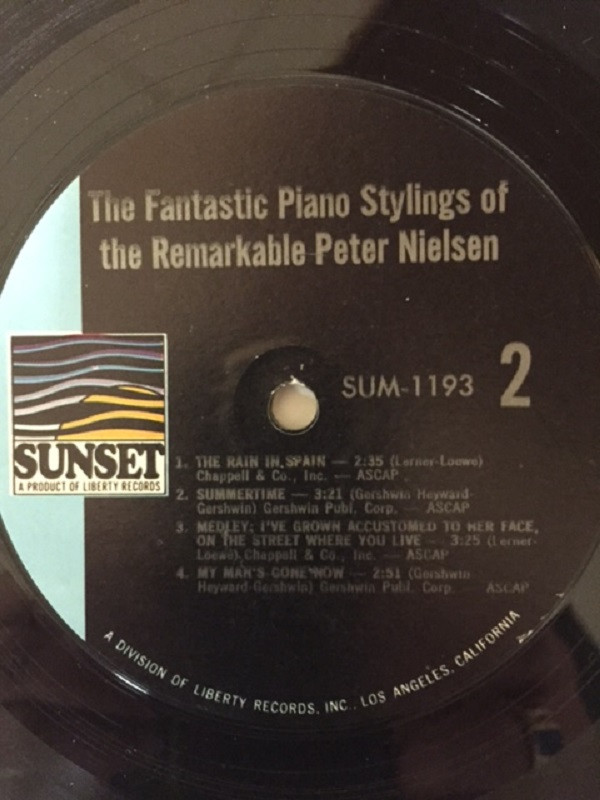 The Fantastic Piano Stylings of
the Remarkable Peter Nielsen
SUM-1193
2
SUNSET
A PRODUCT OF LIBERTY RECORDS
1. THE RAIN IN SPAIN — 2:35 (Lerner-Loewe)
Chappell & Co., Inc. — ASCAP
2. SUMMERTIME — 3:21 (Gershwin Heyward-
Gershwin) Gershwin Publ. Corp. — ASCAP
3. MEDLEY: I'VE GROWN ACCUSTOMED TO HER FACE,
ON THE STREET WHERE YOU LIVE — 3:25 (Lerner-
Loewe) Chappell & Co., Inc. — ASCAP
4. MY MAN'S GONE NOW — 2:51 (Gershwin
Heyward-Gershwin) Gershwin Publ. Corp. — ASCAP
A DIVISION OF LIBERTY RECORDS, INC., LOS ANGELES, CALIFORNIA